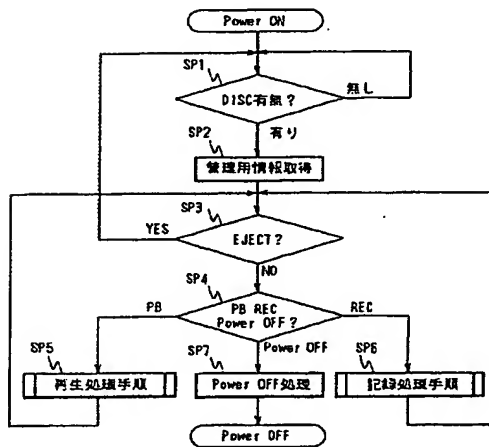 Power ON
SP1
DISC有無?
無し
有り
SP2
管理用情報取得
SP3
YES
EJECT?
NO
SP4
PB
PB REC
Power OFF?
REC
SP5
SP7
Power OFF
SP6
再生処理手順
Power OFF処理
記録処理手順
Power OFF